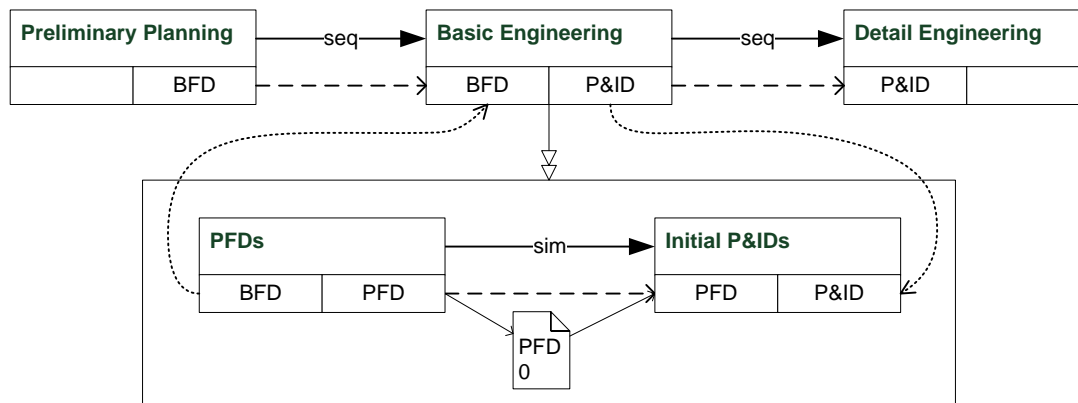 Preliminary Planning
seq
Basic Engineering
seq
Detail Engineering
BFD
BFD
P&ID
P&ID
PFDs
sim
Initial P&IDs
BFD
PFD
PFD
P&ID
PFD
0